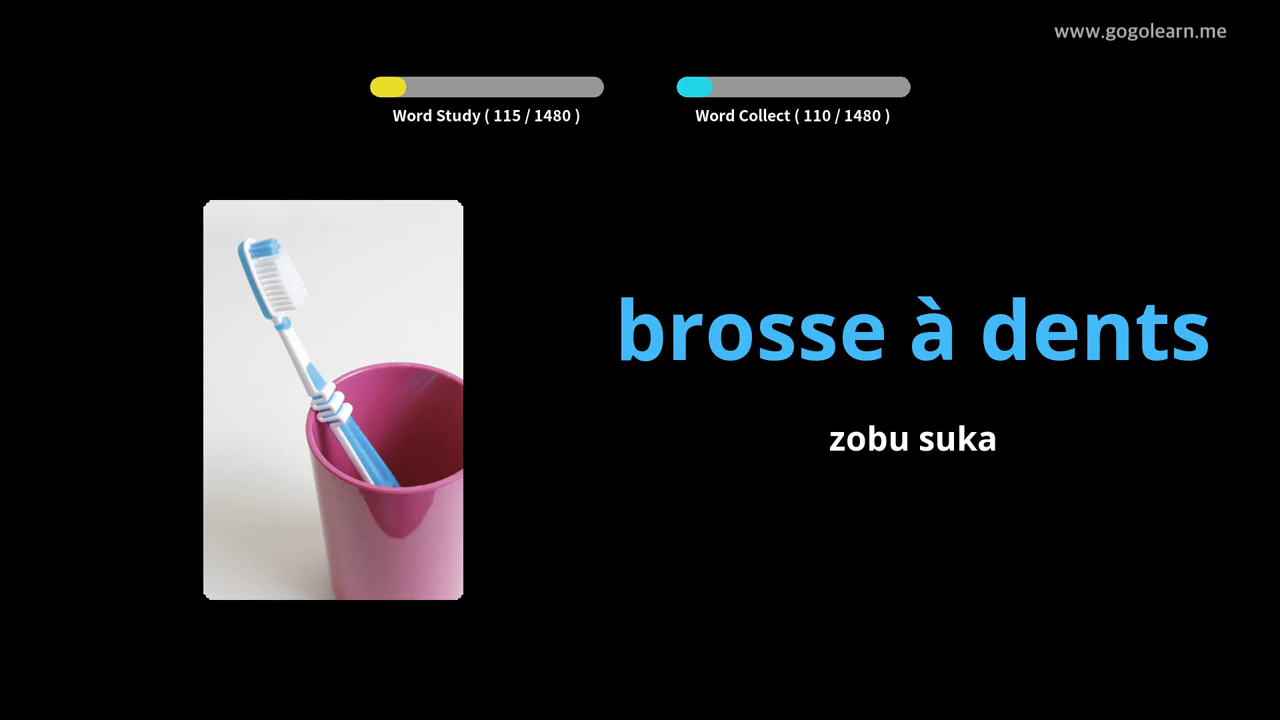 www.gogolearn.me
Word Study ( 115 / 1480 )
Word Collect ( 110 / 1480 )
brosse à dents
zobu suka